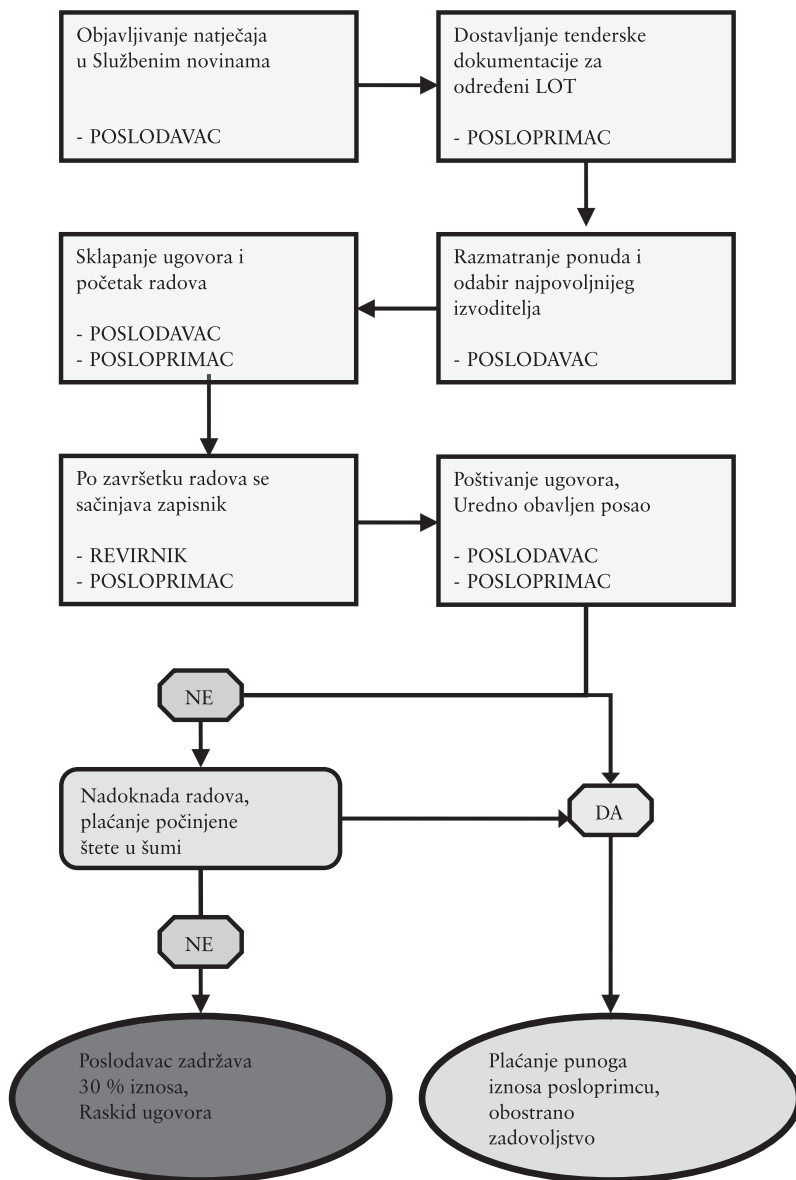 Objavljivanje natječaja
u Službenim novinama
- POSLODAVAC
Dostavljanje tenderske
dokumentacije za
određeni LOT
- POSLOPRIMAC
Razmatranje ponuda i
odabir najpovoljnijeg
izvoditelja
- POSLODAVAC
Sklapanje ugovora i
početak radova
- POSLODAVAC
- POSLOPRIMAC
Po završetku radova se
sačinjava zapisnik
- REVIRNIK
- POSLOPRIMAC
Poštivanje ugovora,
Uredno obavljen posao
- POSLODAVAC
- POSLOPRIMAC
NE
Nadoknada radova,
plaćanje počinjene
štete u šumi
DA
NE
Poslodavac zadržava
30 % iznosa,
Raskid ugovora
Plaćanje punoga
iznosa posloprimcu,
obostrano
zadovoljstvo